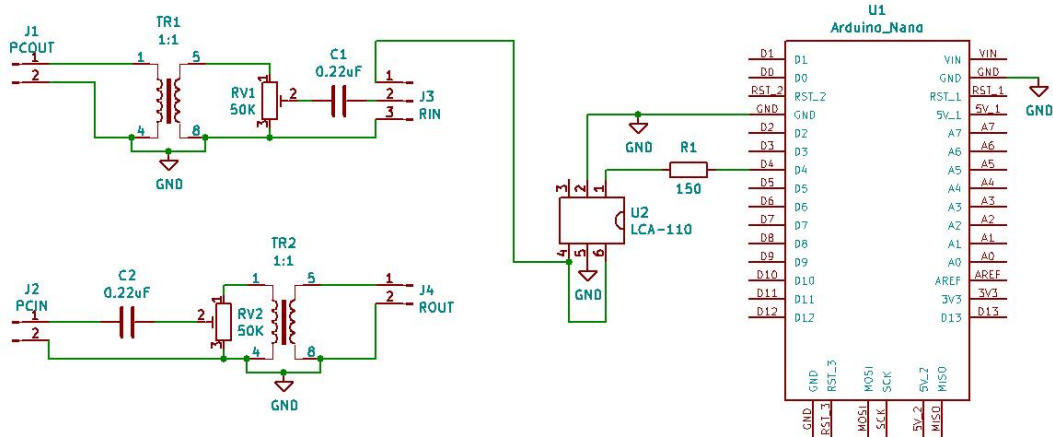 J1
PCOUT
1
2
TR1
1:1
1
4
5
8
RV1
50K
1
2
3
C1
0.22uF
1
2
3
J3
RIN
GND
J2
PCIN
1
2
C2
0.22uF
RV2
50K
1
2
3
TR2
1:1
1
4
5
8
1
2
J4
ROUT
GND
GND
R1
150
3
2
1
4
5
6
U2
LCA-110
GND
U1
Arduino_Nano
D1
D1
D0
D0
RST_2
RST_2
GND
GND
D2
D2
D3
D3
D4
D4
D5
D5
D6
D6
D7
D7
D8
D8
D9
D9
D10
D10
D11
D11
D12
D12
VIN
VIN
GND
GND
RST_1
RST_1
5V_1
5V_1
A7
A7
A6
A6
A5
A5
A4
A4
A3
A3
A2
A2
A1
A1
A0
A0
AREF
AREF
3V3
3V3
D13
D13
GND
GND
RST_3
MOSI
SCK
5V_2
MISO
GND
RST_3
MOSI
SCK
5V_2
MISO